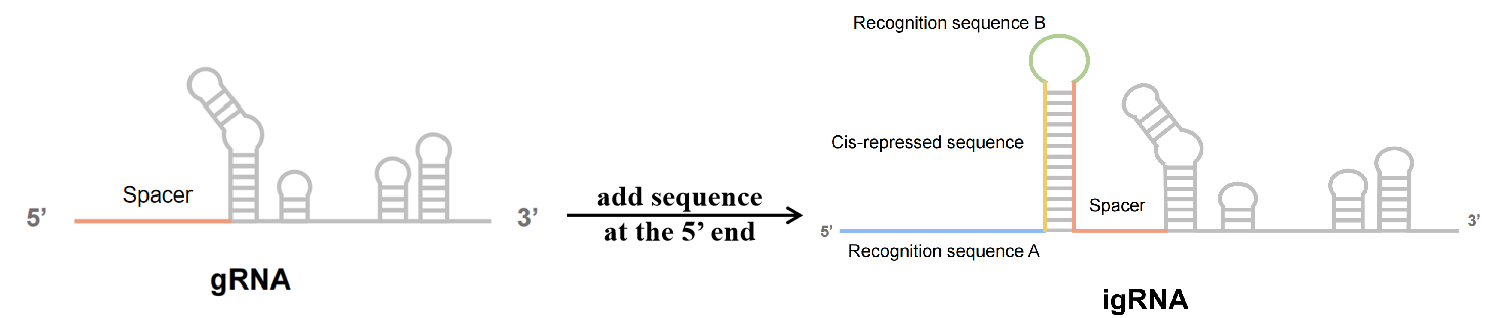 Recognition sequence B
Cis-repressed sequence
Spacer
Spacer
5’
3’
add sequence
at the 5’ end
5’
3’
Recognition sequence A
gRNA
igRNA